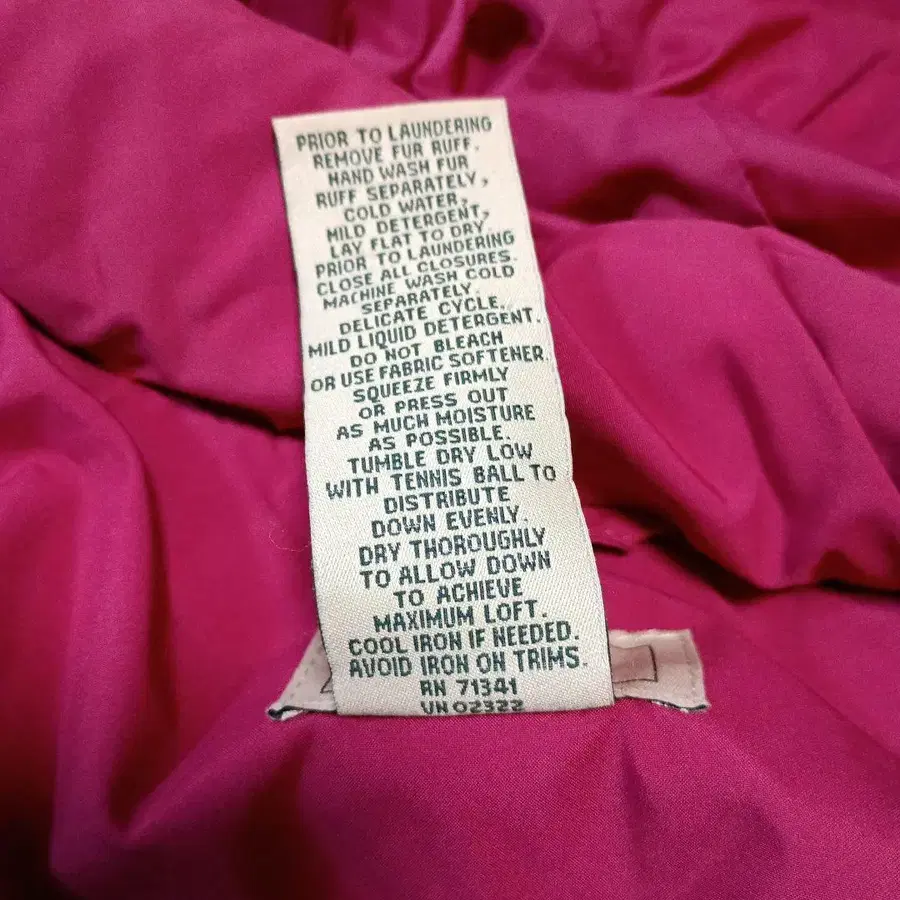 PRIOR TO LAUNDERING
REMOVE FUR RUFF.
HAND WASH FUR
RUFF SEPARATELY,
COLD WATER,
MILD DETERGENT,
LAY FLAT TO DRY.
PRIOR TO LAUNDERING
CLOSE ALL CLOSURES.
MACHINE WASH COLD
SEPARATELY.
DELICATE CYCLE.
MILD LIQUID DETERGENT.
DO NOT BLEACH
OR USE FABRIC SOFTENER.
SQUEEZE FIRMLY
OR PRESS OUT
AS MUCH MOISTURE
AS POSSIBLE.
TUMBLE DRY LOW
WITH TENNIS BALL TO
DISTRIBUTE
DOWN EVENLY.
DRY THOROUGHLY
TO ALLOW DOWN
TO ACHIEVE
MAXIMUM LOFT.
COOL IRON IF NEEDED.
AVOID IRON ON TRIMS.
RN 71341
VN 02322